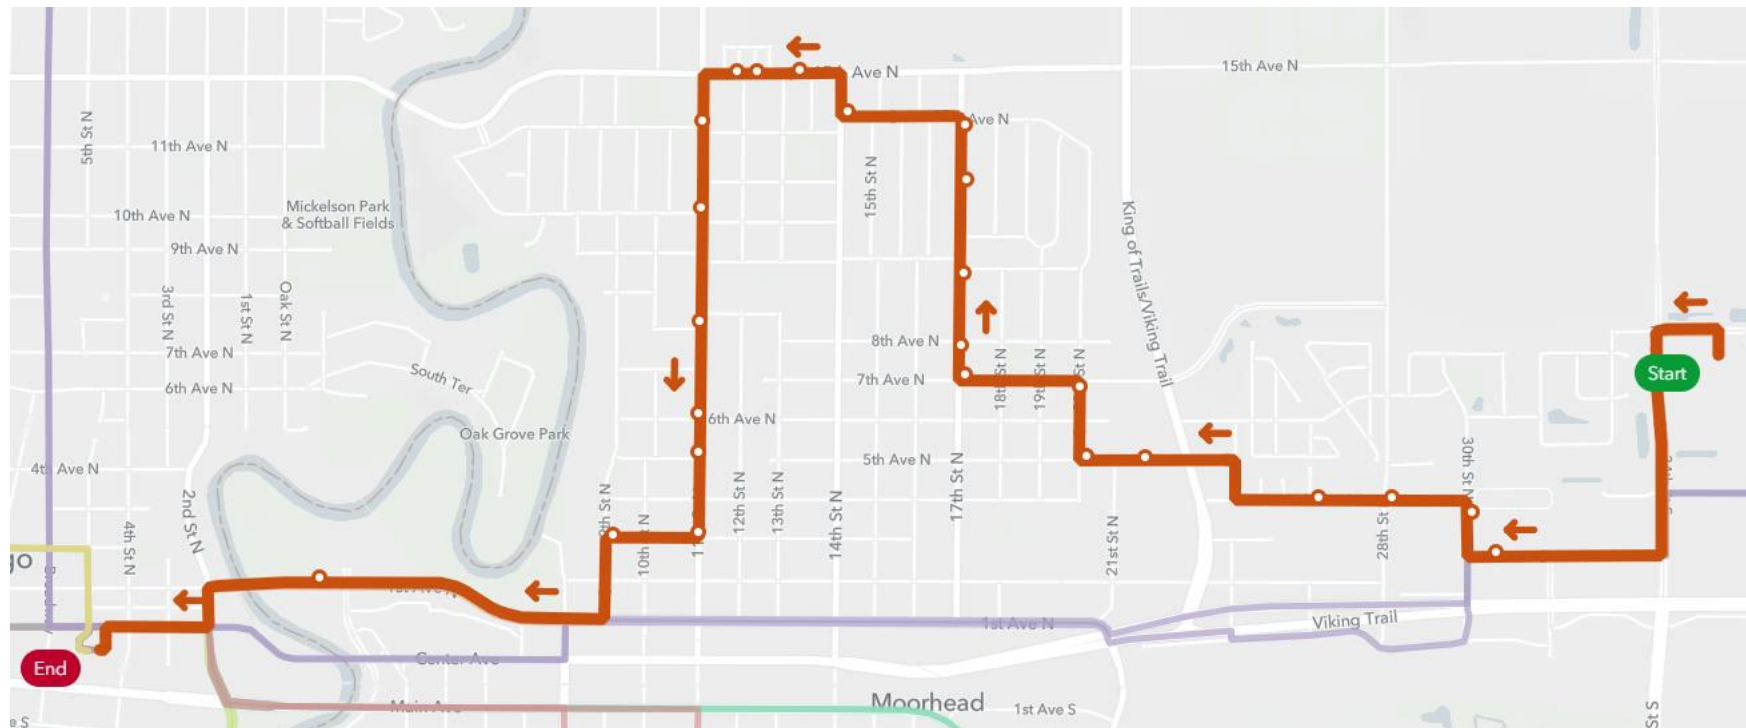 15th Ave N
Ave N
Ave N
5th St N
11th Ave N
Mickelson Park
& Softball Fields
10th Ave N
9th Ave N
15th St N
King of Trails/Viking Trail
3rd St N
1st St N
Oak St N
7th Ave N
6th Ave N
South Ter
Oak Grove Park
8th Ave N
7th Ave N
18th St N
19th St N
St N
Start
6th Ave N
5th Ave N
4th Ave N
2nd St N
4th St N
10th St N
12th St N
13th St N
14th St N
17th St N
21st St N
28th St
30th St N
go
1st Ave N
1st Ave N
Viking Trail
Center Ave
End
Main Ave
Moorhead
1st Ave S
e S
St S